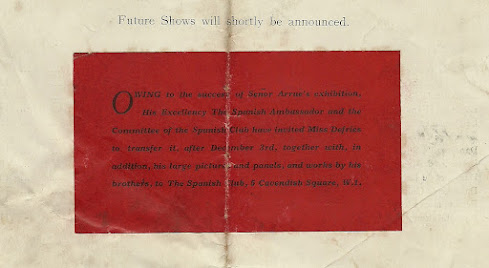 Future Shows will shortly be announced.
OWING to the success of Senor Arrue's exhibition,
His Excellency The Spanish Ambassador and the
Committee of the Spanish Club have invited Miss Defries
to transfer it, after December 3rd, together with, in
addition, his large pictures and panels, and works by his
brothers, to The Spanish Club, 5 Cavendish Square, W.1.